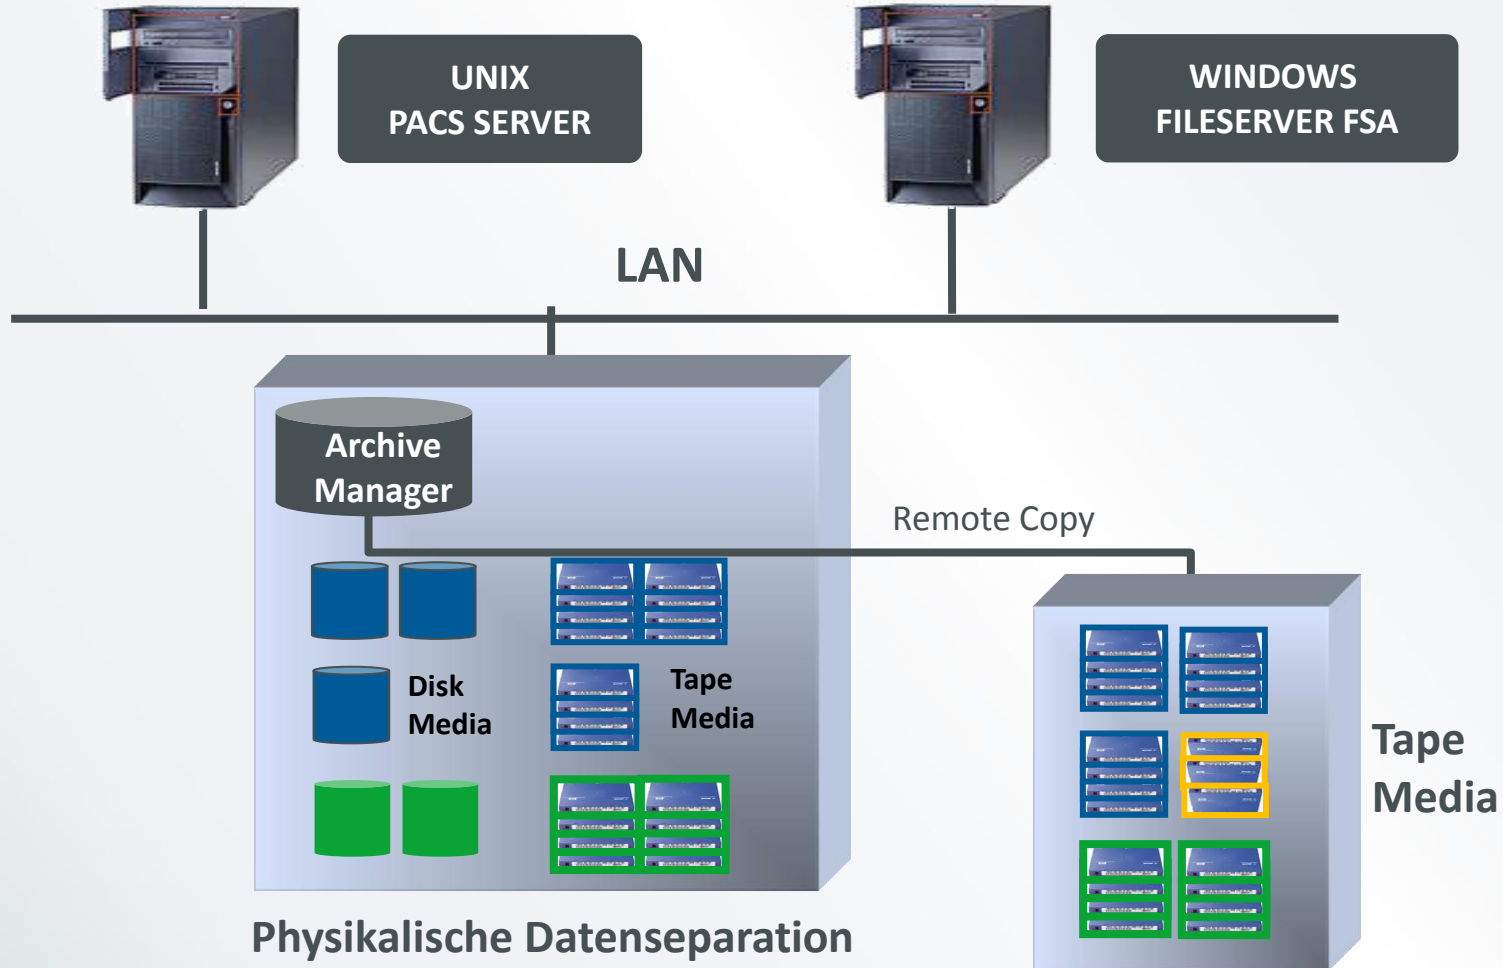 UNIX
PACS SERVER
WINDOWS
FILESERVER FSA
LAN
Archive
Manager
Remote Copy
Disk
Media
Tape
Media
Tape
Media
Physikalische Datenseparation